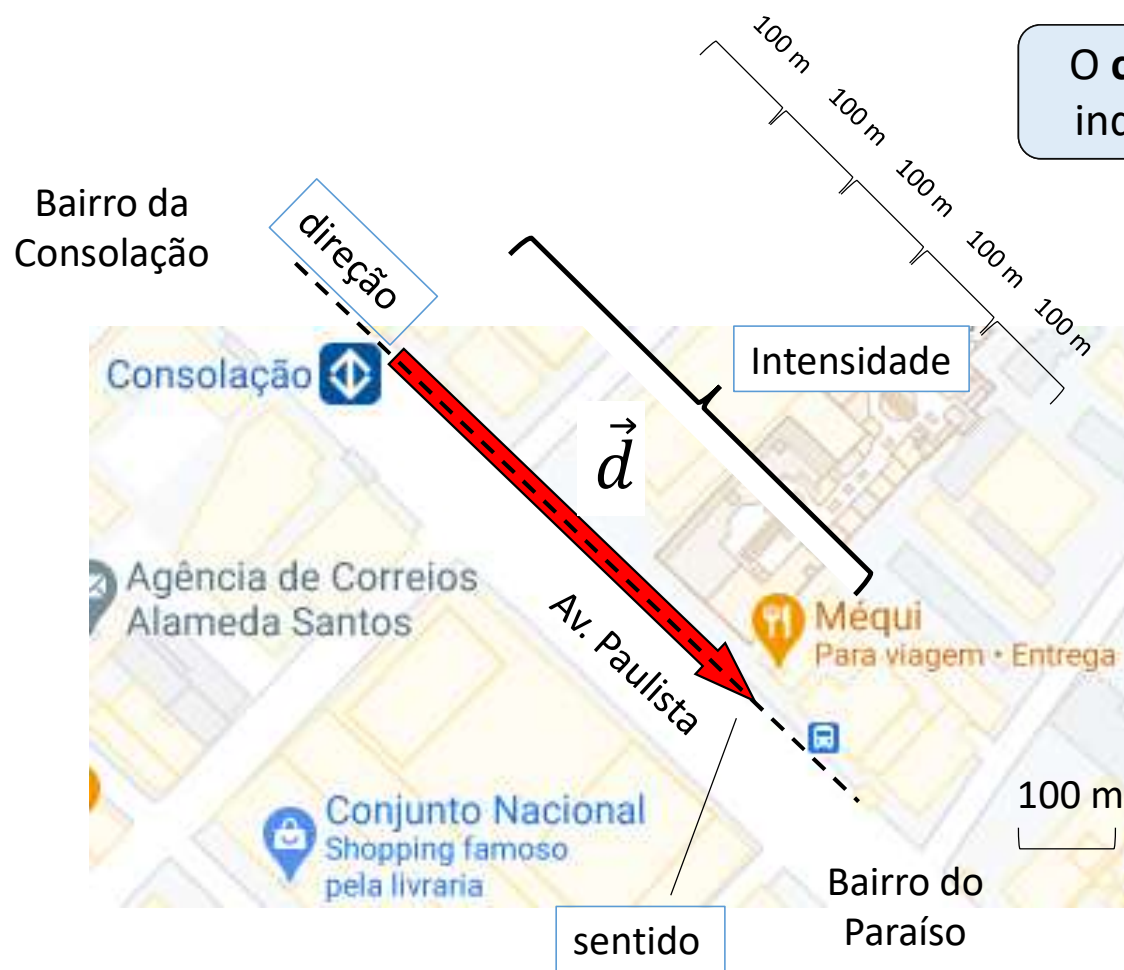 100 m
100 m
100 m
100 m
100 m
O
Bairro da
Consolação
direção
Consolação
Intensidade
d
Agência de Correios
Alameda Santos
Av. Paulista
Méqui
Para viagem • Entrega
Conjunto Nacional
Shopping famoso
pela livraria
100 m
Bairro do
Paraíso
sentido